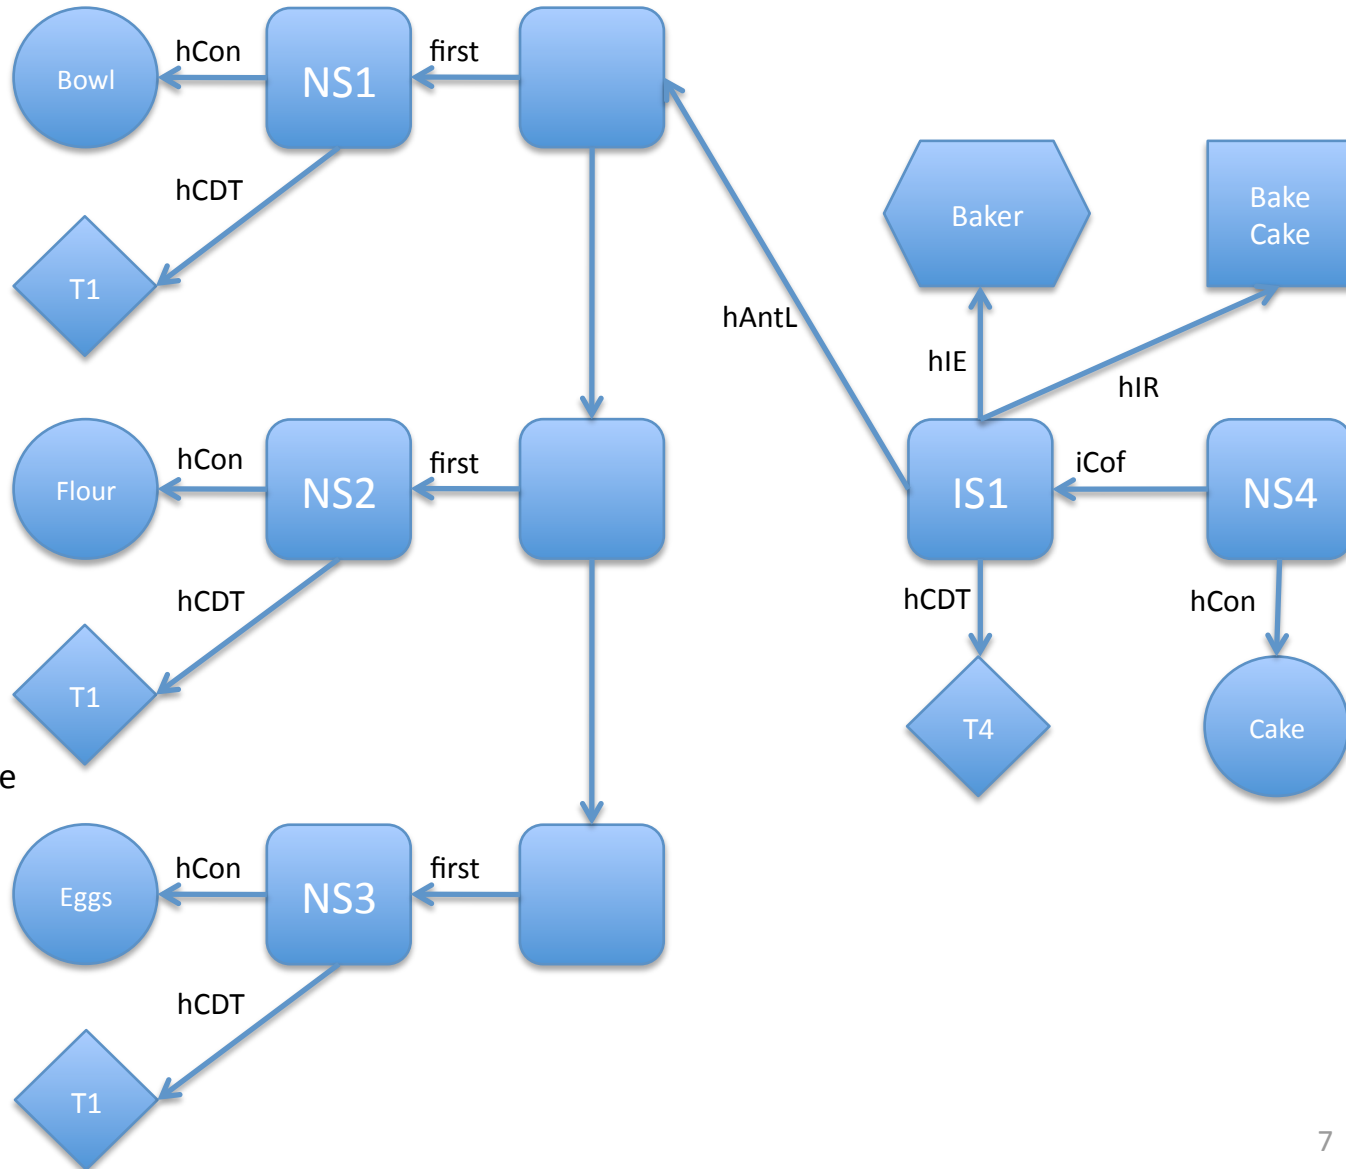 Bowl
hCon
NS1
first
hCDT
T1
Baker
Bake
Cake
hAntL
hIE
hIR
Flour
hCon
NS2
first
IS1
iCof
NS4
hCDT
T1
hCDT
hCon
T4
Cake
e
Eggs
hCon
NS3
first
hCDT
T1
7